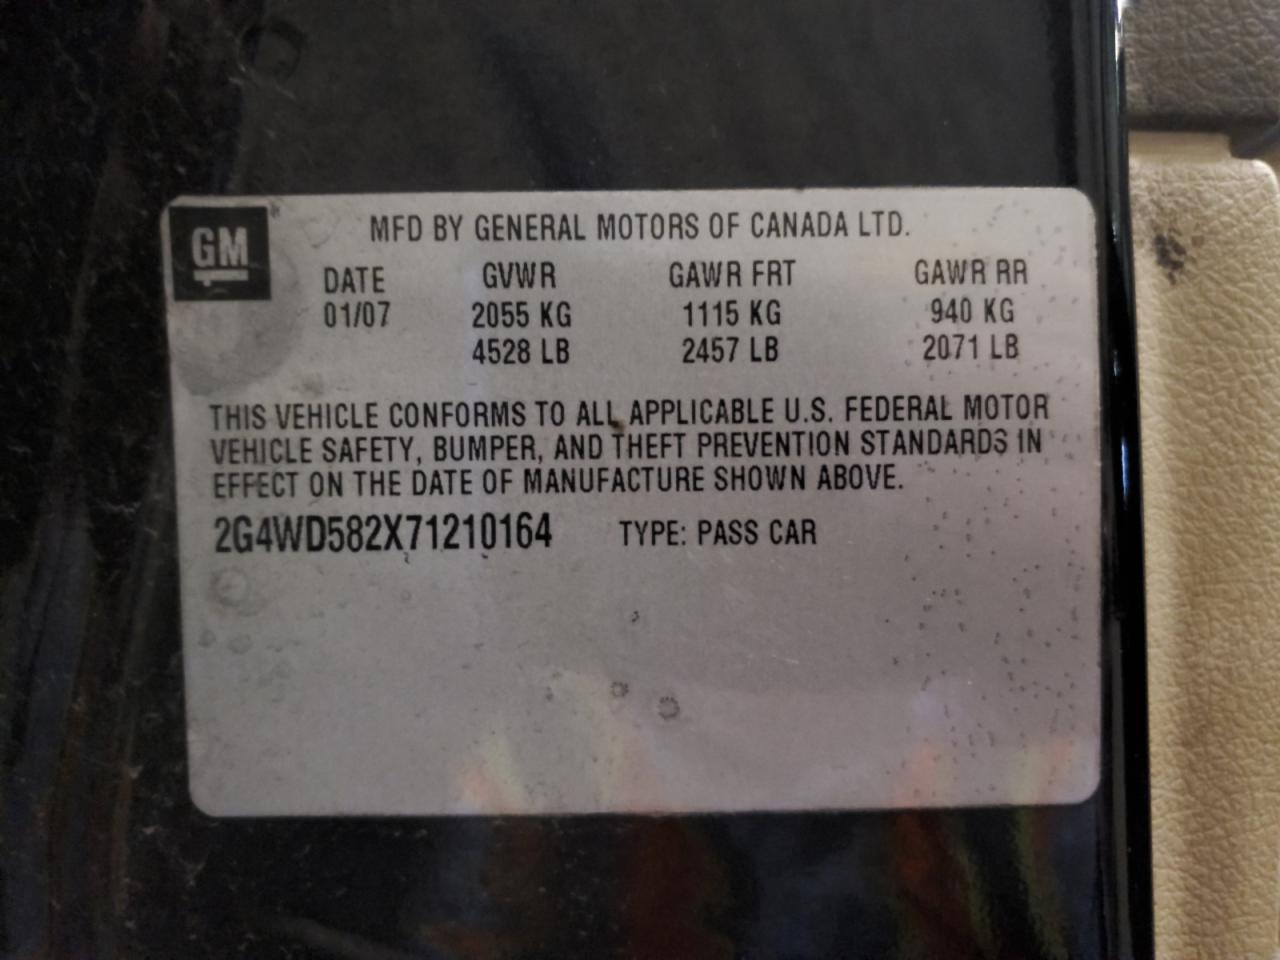 GM
MFD BY GENERAL MOTORS OF CANADA LTD.
DATE GVWR GAWR FRT GAWR RR
01/07 2055 KG 1115 KG 940 KG
4528 LB 2457 LB 2071 LB
THIS VEHICLE CONFORMS TO ALL APPLICABLE U.S. FEDERAL MOTOR
VEHICLE SAFETY, BUMPER, AND THEFT PREVENTION STANDARDS IN
EFFECT ON THE DATE OF MANUFACTURE SHOWN ABOVE.
2G4WD582X71210164 TYPE: PASS CAR